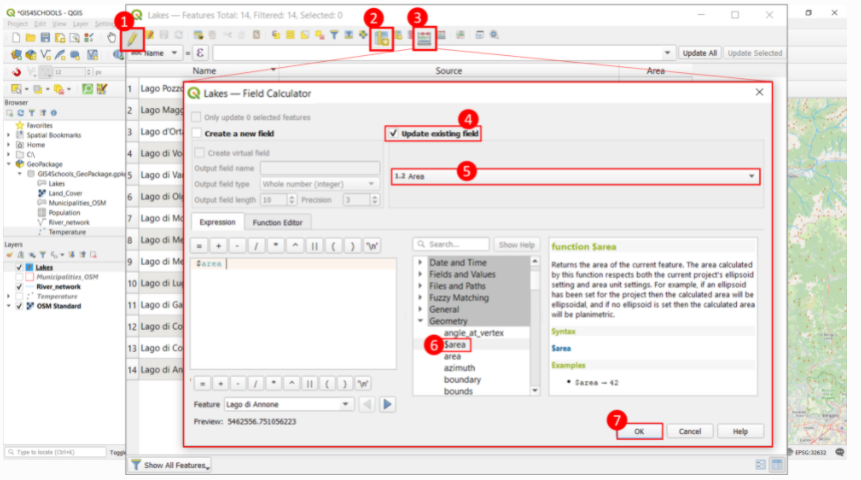 *GIS4SCHOOLS - QGIS
Project Edit View Layer Settings
1
2
3
Lakes — Features Total: 14, Filtered: 14, Selected: 0
Name
=
ε
Update All
Update Selected
12
px
Name
Source
Area
Browser
Favorites
Spatial Bookmarks
Home
C:\
GeoPackage
GIS4Schools_GeoPackage.gpkg
Lakes
Land_Cover
Municipalities_OSM
Population
River_network
Temperature
Layers
Lakes
Municipalities_OSM
River_network
Temperature
OSM Standard
1 Lago Pozzo
2 Lago Magg
3 Lago d'Orta
4 Lago di Vo
5 Lago di Va
6 Lago di Olg
7 Lago di Mo
8 Lago di Me
9 Lago di Me
10 Lago di Lug
11 Lago di Ga
12 Lago di Co
13 Lago di Co
14 Lago di An
Lakes — Field Calculator
Only update 0 selected features
4
Create a new field
Update existing field
Create virtual field
Output field name
Output field type Whole number (integer)
Output field length 10 Precision 3
5
1.2 Area
Expression Function Editor
= + - / * ^ || ( ) '\n'
$area
Search...
Show Help
Date and Time
Fields and Values
Files and Paths
Fuzzy Matching
General
Geometry
angle_at_vertex
6
$area
area
azimuth
boundary
bounds
function $area
Returns the area of the current feature. The area calculated
by this function respects both the current project's ellipsoid
setting and area unit settings. For example, if an ellipsoid
has been set for the project then the calculated area will be
ellipsoidal, and if no ellipsoid is set then the calculated area
will be planimetric.
Syntax
$area
Examples
• $area → 42
= + - / * ^ || ( ) '\n'
Feature Lago di Annone
Preview: 5462556.751056223
7
OK
Cancel
Help
Type to locate (Ctrl+K)
Toggle
EPSG:32632
Show All Features